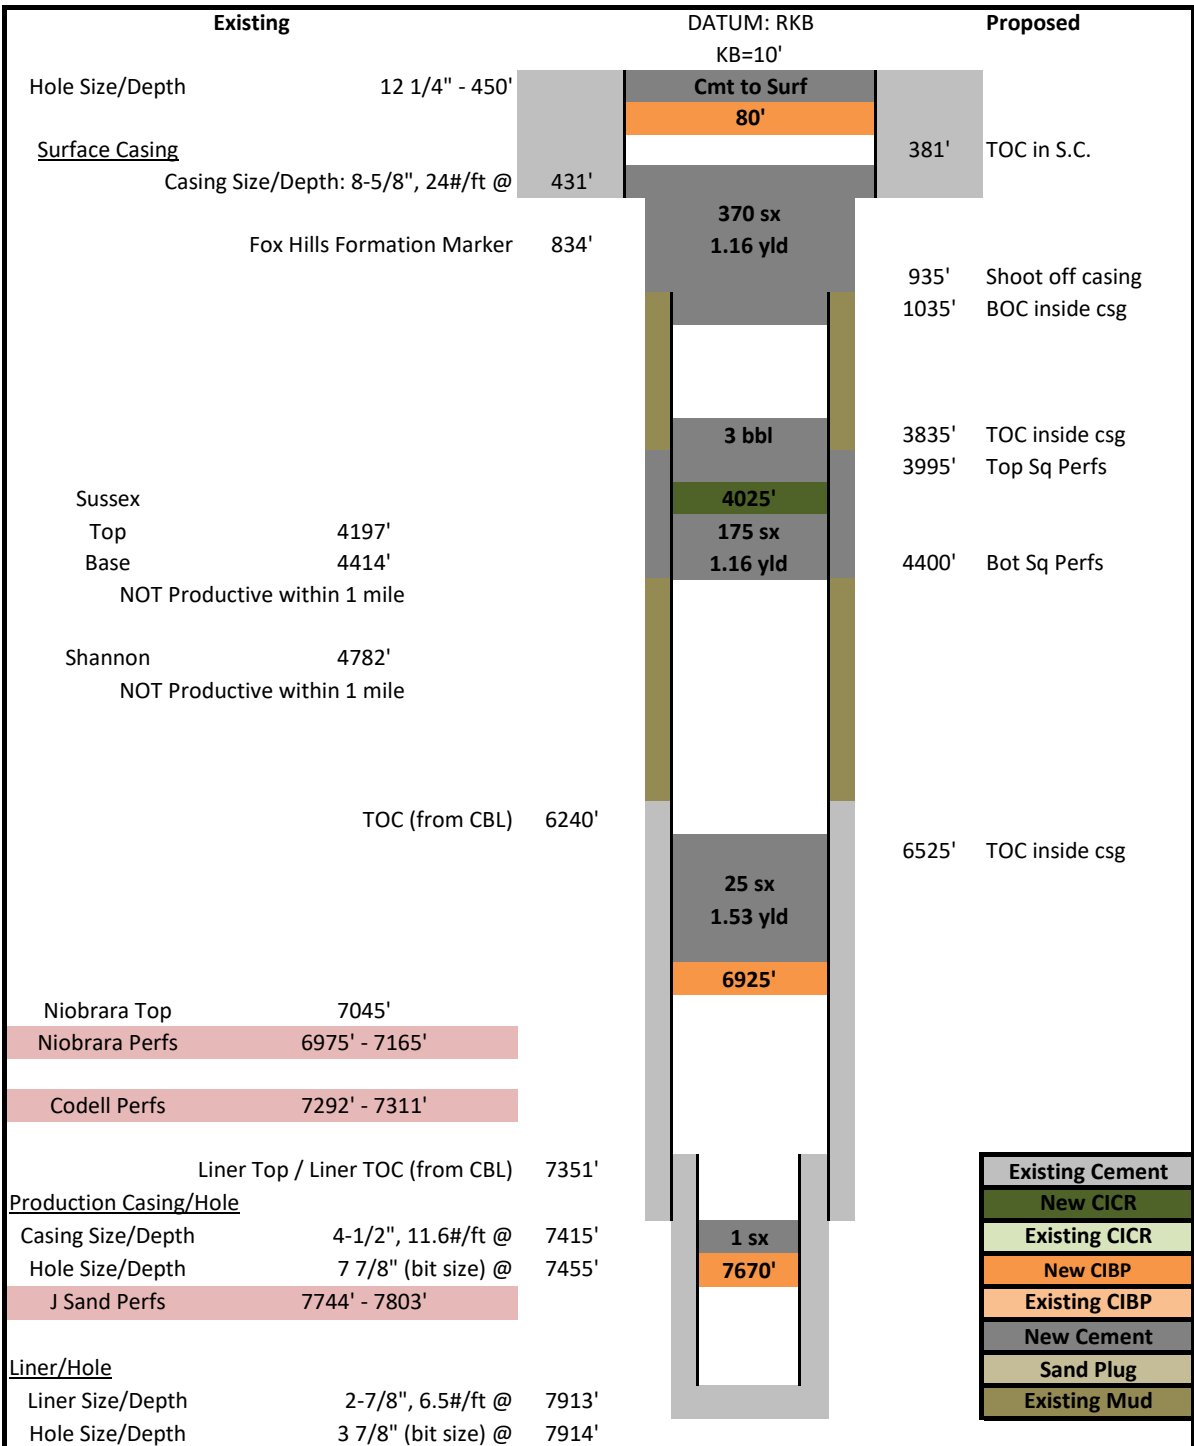 Existing DATUM: RKB Proposed
KB=10'
Hole Size/Depth 12 1/4" - 450' Cmt to Surf
80'
Surface Casing 381' TOC in S.C.
Casing Size/Depth: 8-5/8", 24#/ft @ 431'
370 sx
Fox Hills Formation Marker 834' 1.16 yld
935' Shoot off casing
1035' BOC inside csg
3 bbl 3835' TOC inside csg
3995' Top Sq Perfs
Sussex 4025'
Top 4197' 175 sx
Base 4414' 1.16 yld 4400' Bot Sq Perfs
NOT Productive within 1 mile
Shannon 4782'
NOT Productive within 1 mile
TOC (from CBL) 6240'
6525' TOC inside csg
25 sx
1.53 yld
6925'
Niobrara Top 7045'
Niobrara Perfs 6975' - 7165'
Codell Perfs 7292' - 7311'
Liner Top / Liner TOC (from CBL) 7351' Existing Cement
Production Casing/Hole New CICR
Casing Size/Depth 4-1/2", 11.6#/ft @ 7415' 1 sx Existing CICR
Hole Size/Depth 7 7/8" (bit size) @ 7455' 7670' New CIBP
J Sand Perfs 7744' - 7803' Existing CIBP
New Cement
Liner/Hole Sand Plug
Liner Size/Depth 2-7/8", 6.5#/ft @ 7913' Existing Mud
Hole Size/Depth 3 7/8" (bit size) @ 7914'